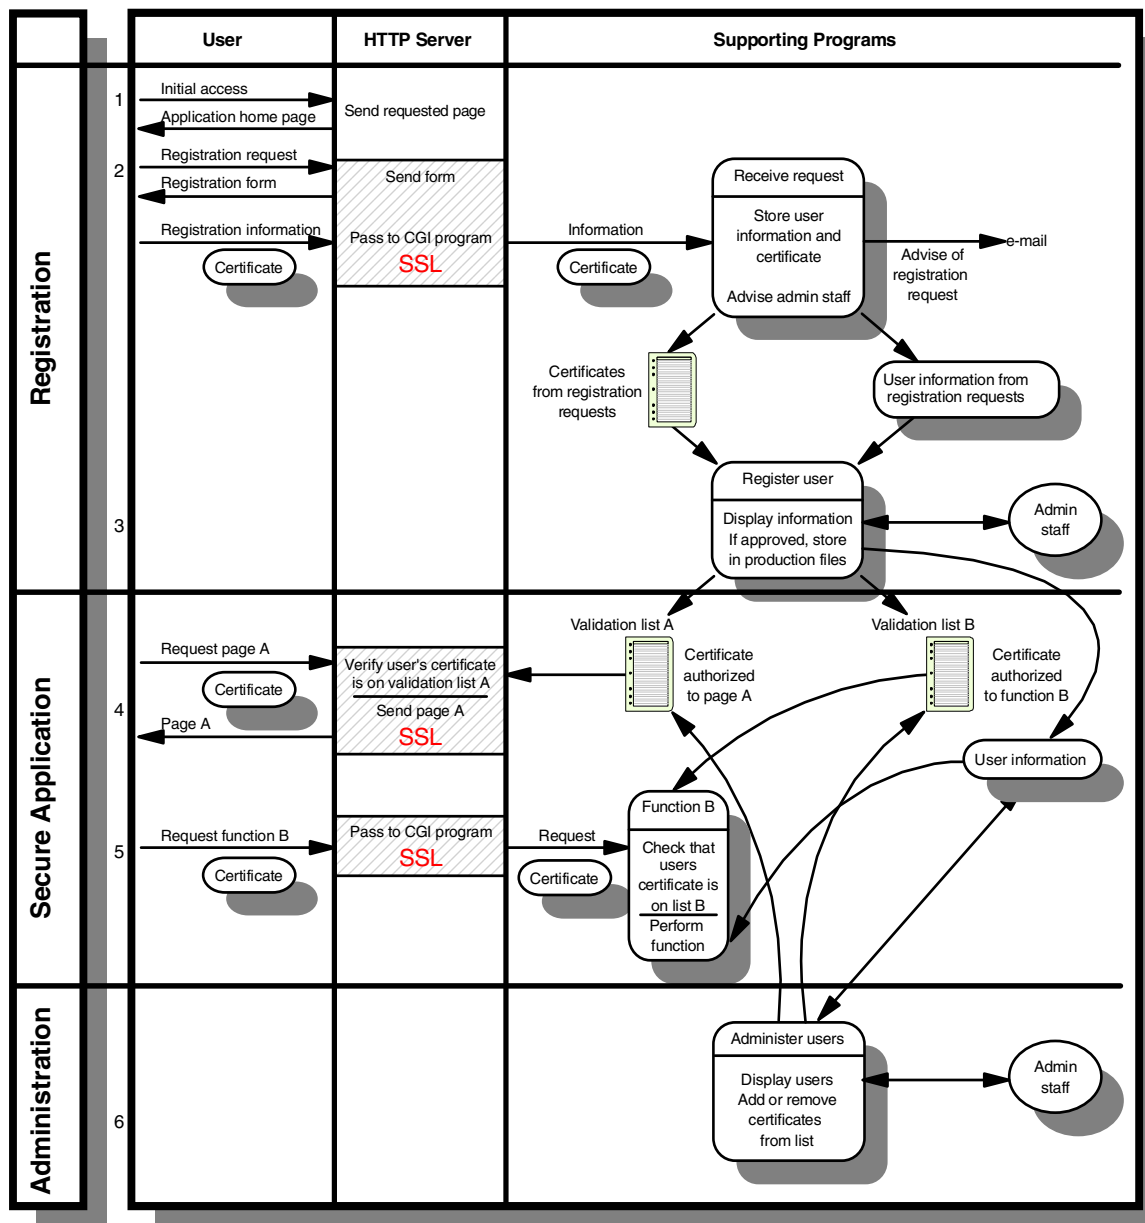 User
HTTP Server
Supporting Programs
Registration
1
Initial access
Application home page
Send requested page
2
Registration request
Registration form
Send form
Registration information
Certificate
Pass to CGI program
SSL
Information
Certificate
Receive request
Store user
information and
certificate
Advise admin staff
e-mail
Advise of
registration
request
Certificates
from registration
requests
User information from
registration requests
3
Register user
Display information
If approved, store
in production files
Admin
staff
Secure Application
Validation list A
Certificate
authorized
to page A
Validation list B
Certificate
authorized
to function B
4
Request page A
Certificate
Page A
Verify user's certificate
is on validation list A
Send page A
SSL
User information
5
Request function B
Certificate
Pass to CGI program
SSL
Request
Certificate
Function B
Check that
users
certificate is
on list B
Perform
function
Administration
6
Administer users
Display users
Add or remove
certificates
from list
Admin
staff